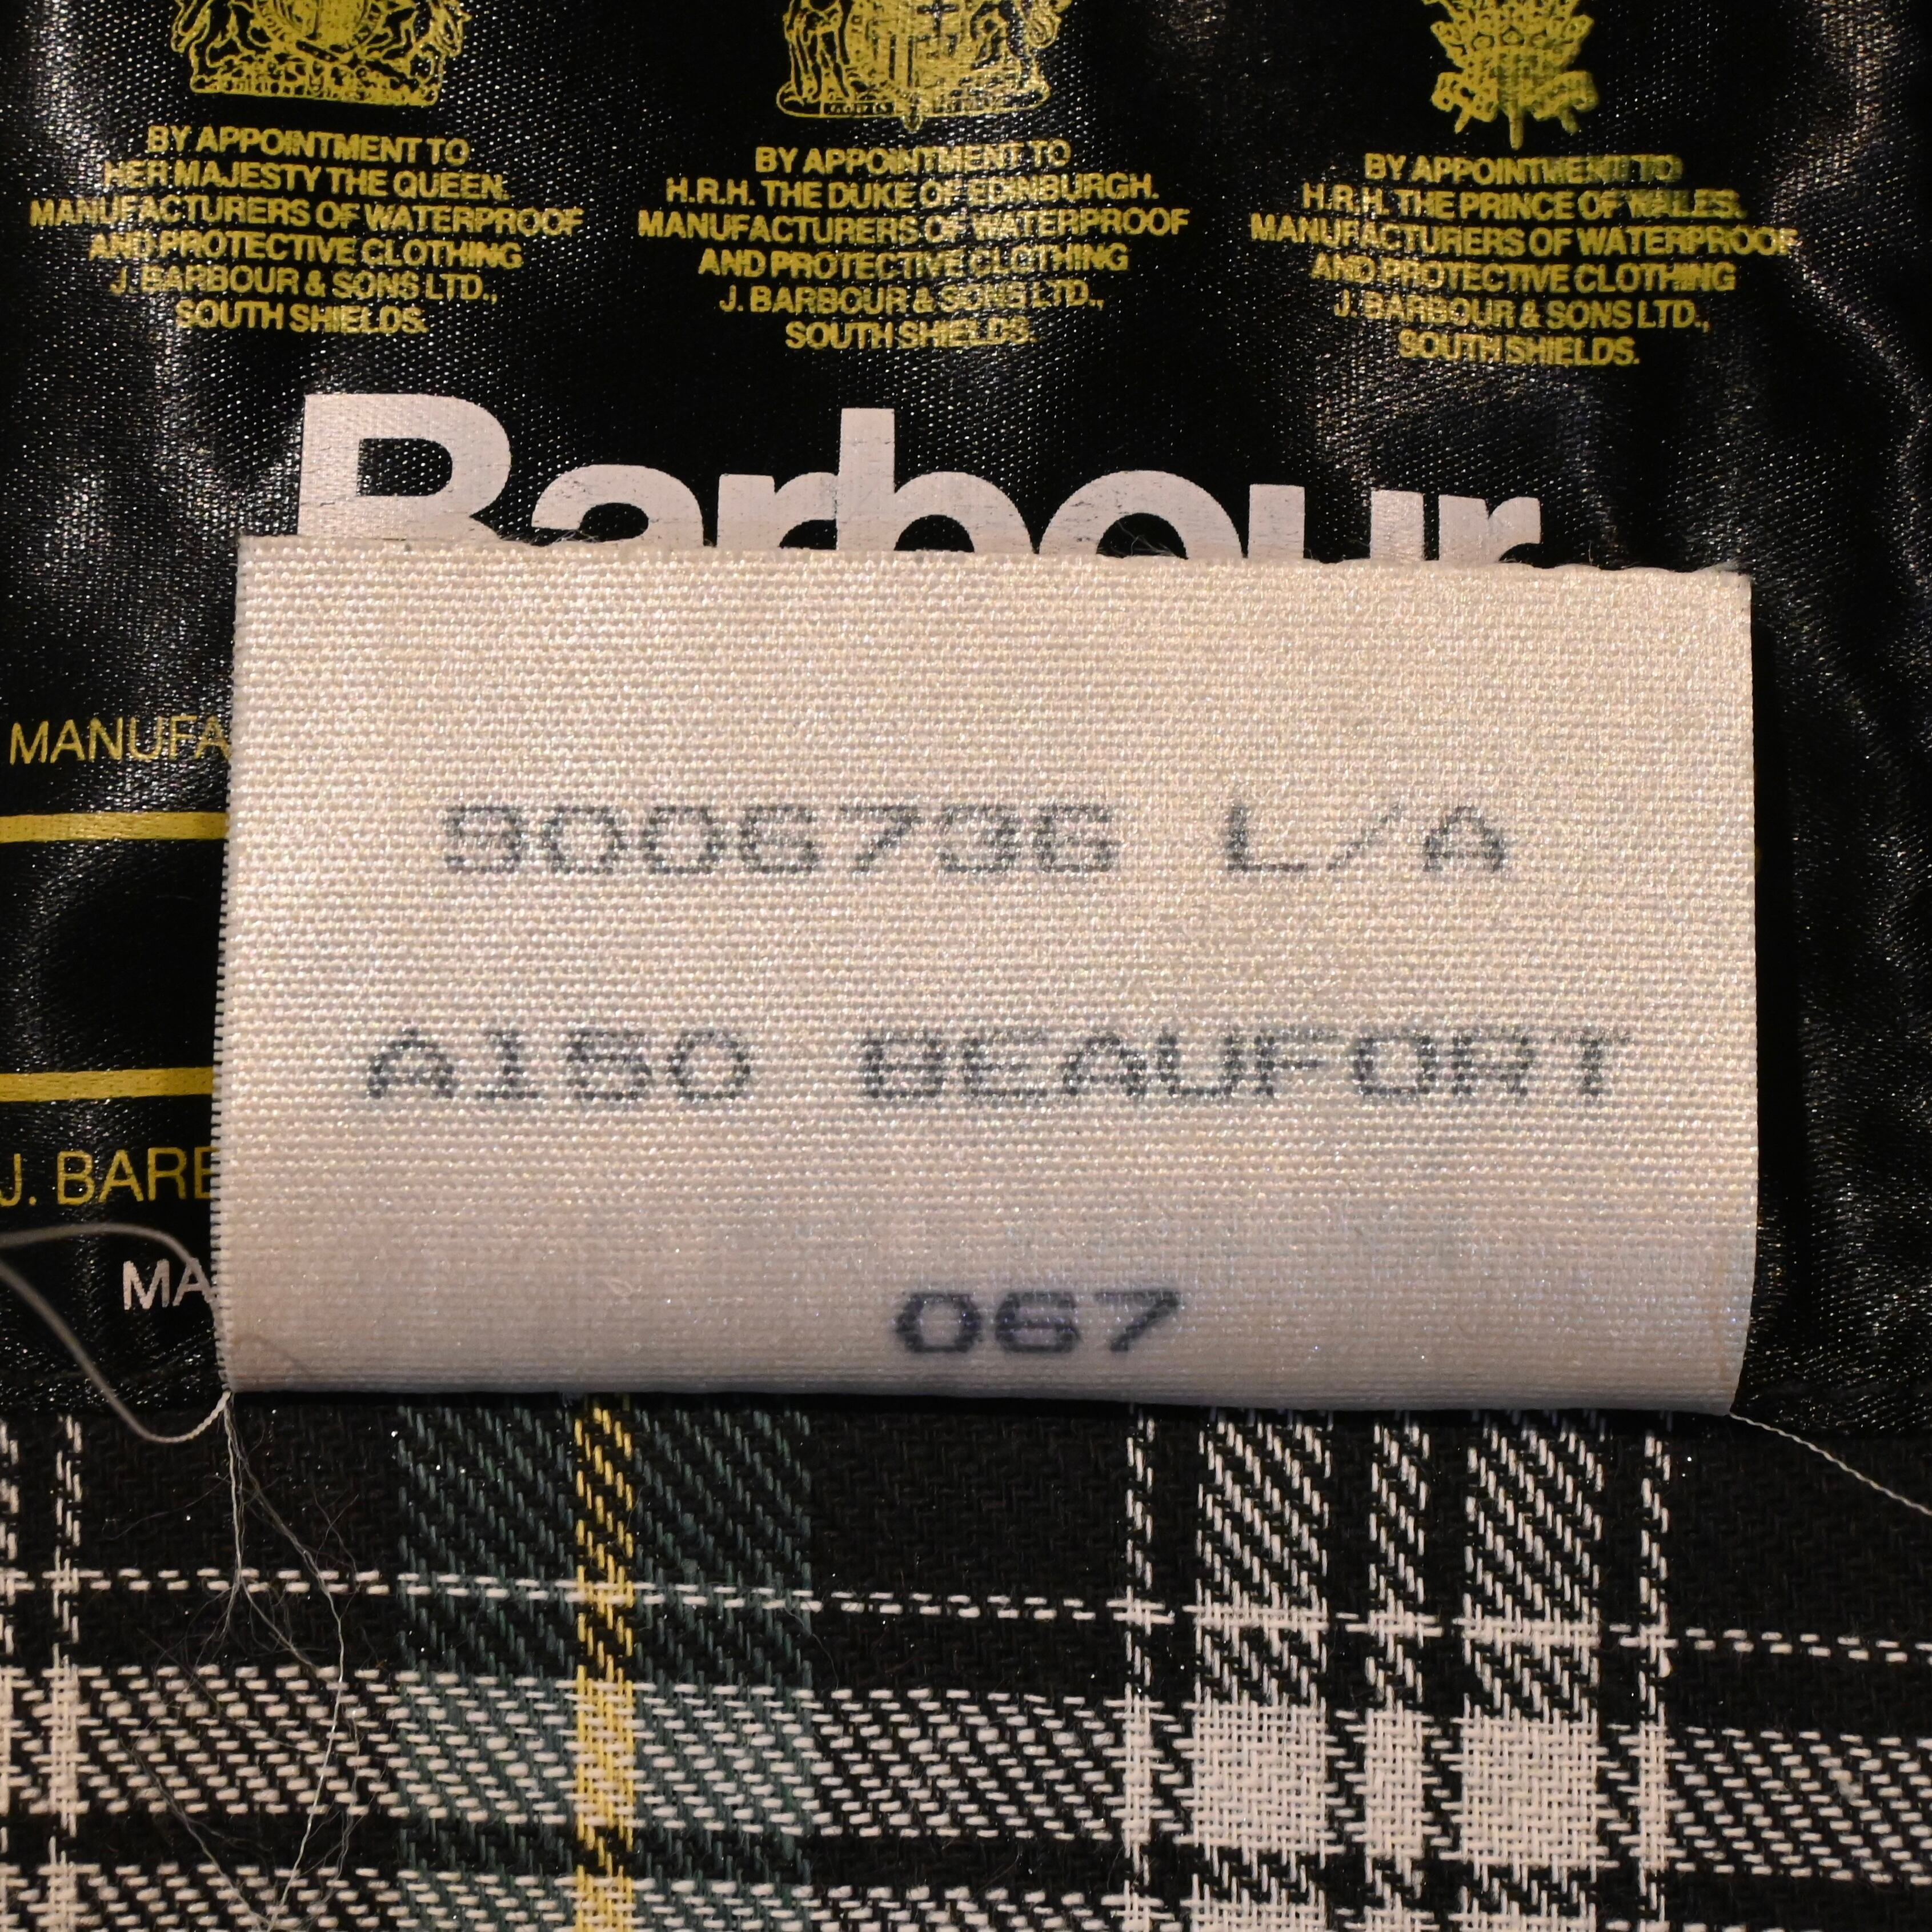 BY APPOINTMENT TO
HER MAJESTY THE QUEEN.
MANUFACTURERS OF WATERPROOF
AND PROTECTIVE CLOTHING
J. BARBOUR & SONS LTD.,
SOUTH SHIELDS.
BY APPOINTMENT TO
H.R.H. THE DUKE OF EDINBURGH.
MANUFACTURERS OF WATERPROOF
AND PROTECTIVE CLOTHING
J. BARBOUR & SONS LTD.,
SOUTH SHIELDS.
BY APPOINTMENT TO
H.R.H. THE PRINCE OF WALES.
MANUFACTURERS OF WATERPROOF
AND PROTECTIVE CLOTHING
J. BARBOUR & SONS LTD.,
SOUTH SHIELDS.
Barbour
MANUFA
9006736 L/A
A150 BEAUFORT
J. BARB
MA
067